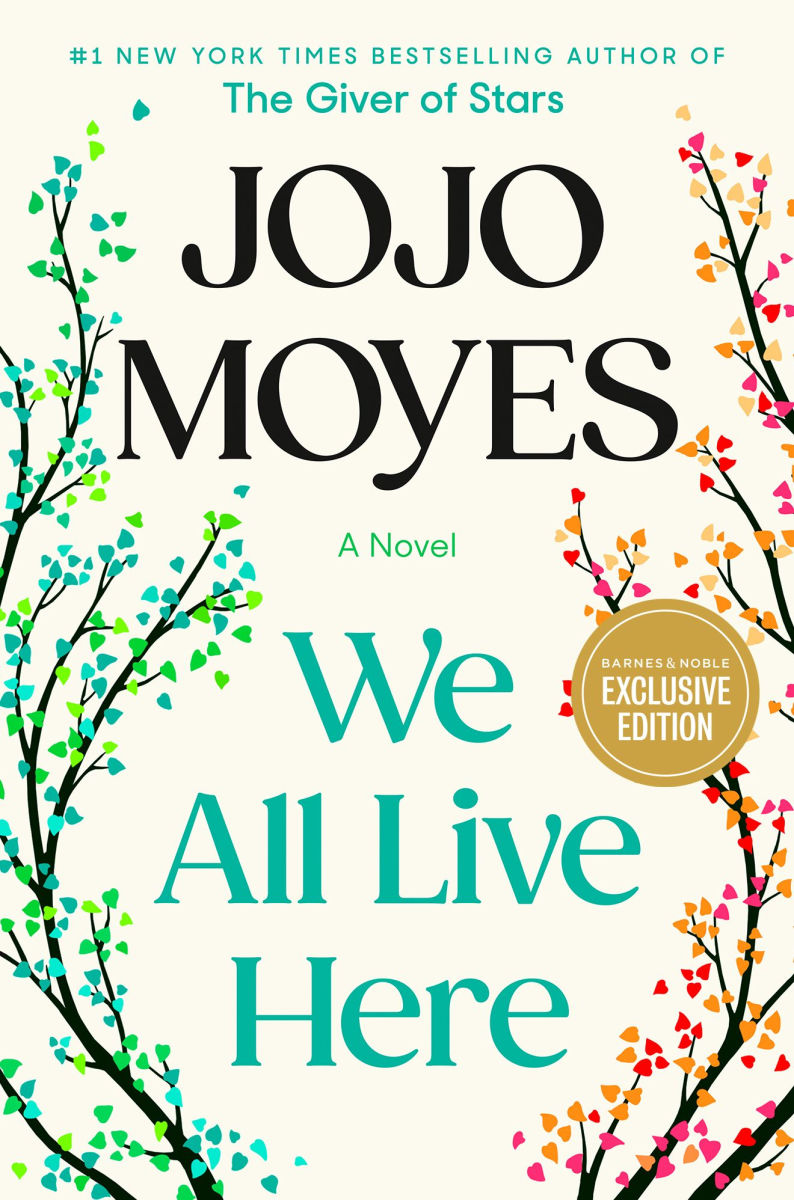 #1 NEW YORK TIMES BESTSELLING AUTHOR OF
The Giver of Stars
JOJO
MOYES
A Novel
We
All Live
Here
BARNES & NOBLE
EXCLUSIVE
EDITION